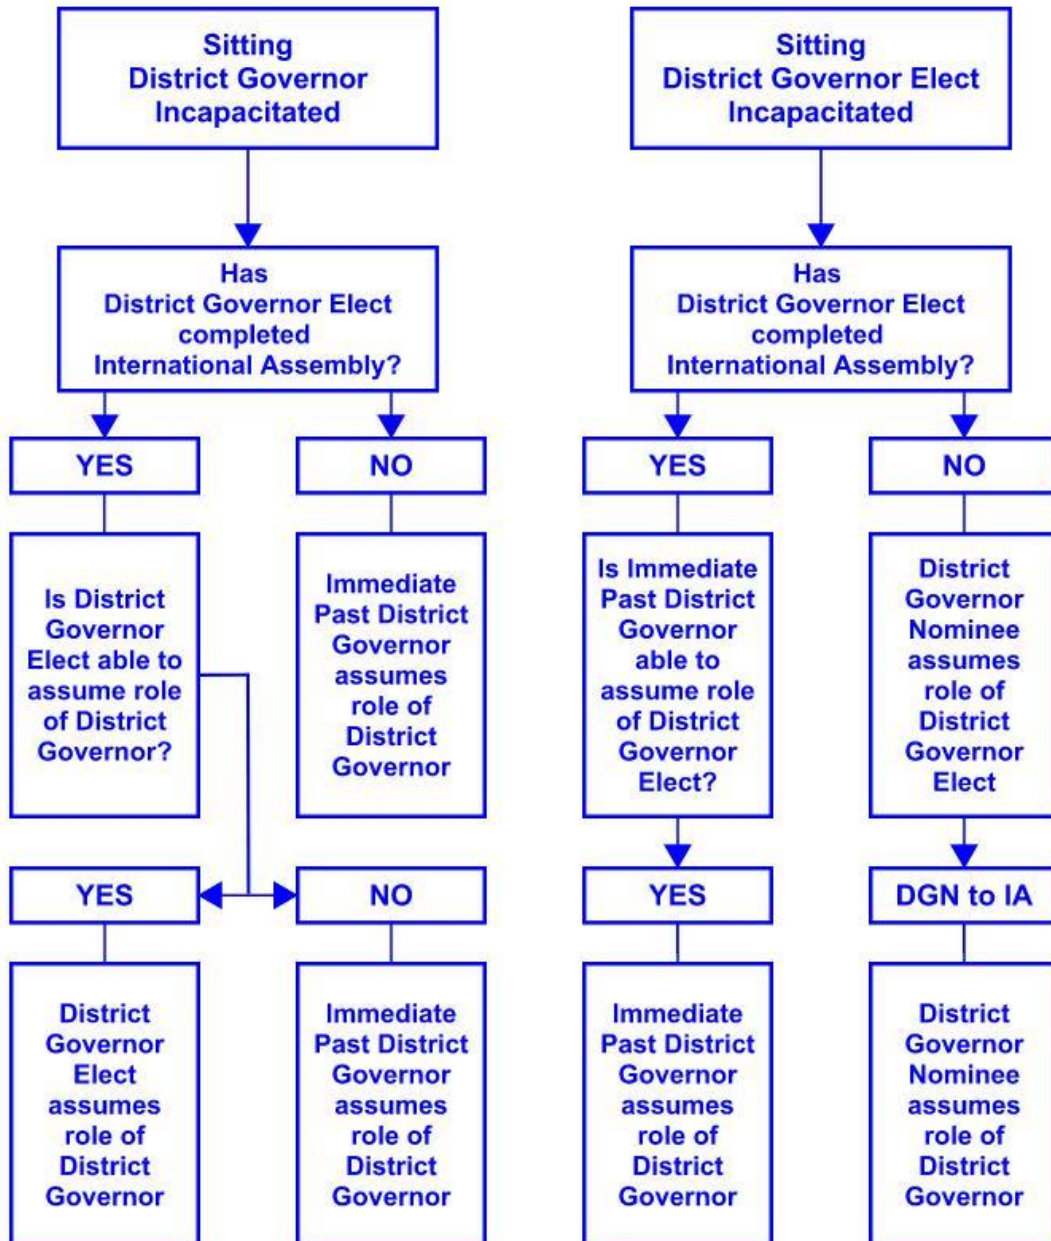 Sitting
District Governor
Incapacitated
Has
District Governor Elect
completed
International Assembly?
YES
NO
Is District
Governor
Elect able to
assume role
of District
Governor?
Immediate
Past District
Governor
assumes
role of
District
Governor
YES
NO
District
Governor
Elect
assumes
role of
District
Governor
Immediate
Past District
Governor
assumes
role of
District
Governor
Sitting
District Governor Elect
Incapacitated
Has
District Governor Elect
completed
International Assembly?
YES
NO
Is Immediate
Past District
Governor
able to
assume role
of District
Governor
Elect?
District
Governor
Nominee
assumes
role of
District
Governor
Elect
YES
DGN to IA
Immediate
Past District
Governor
assumes
role of
District
Governor
District
Governor
Nominee
assumes
role of
District
Governor